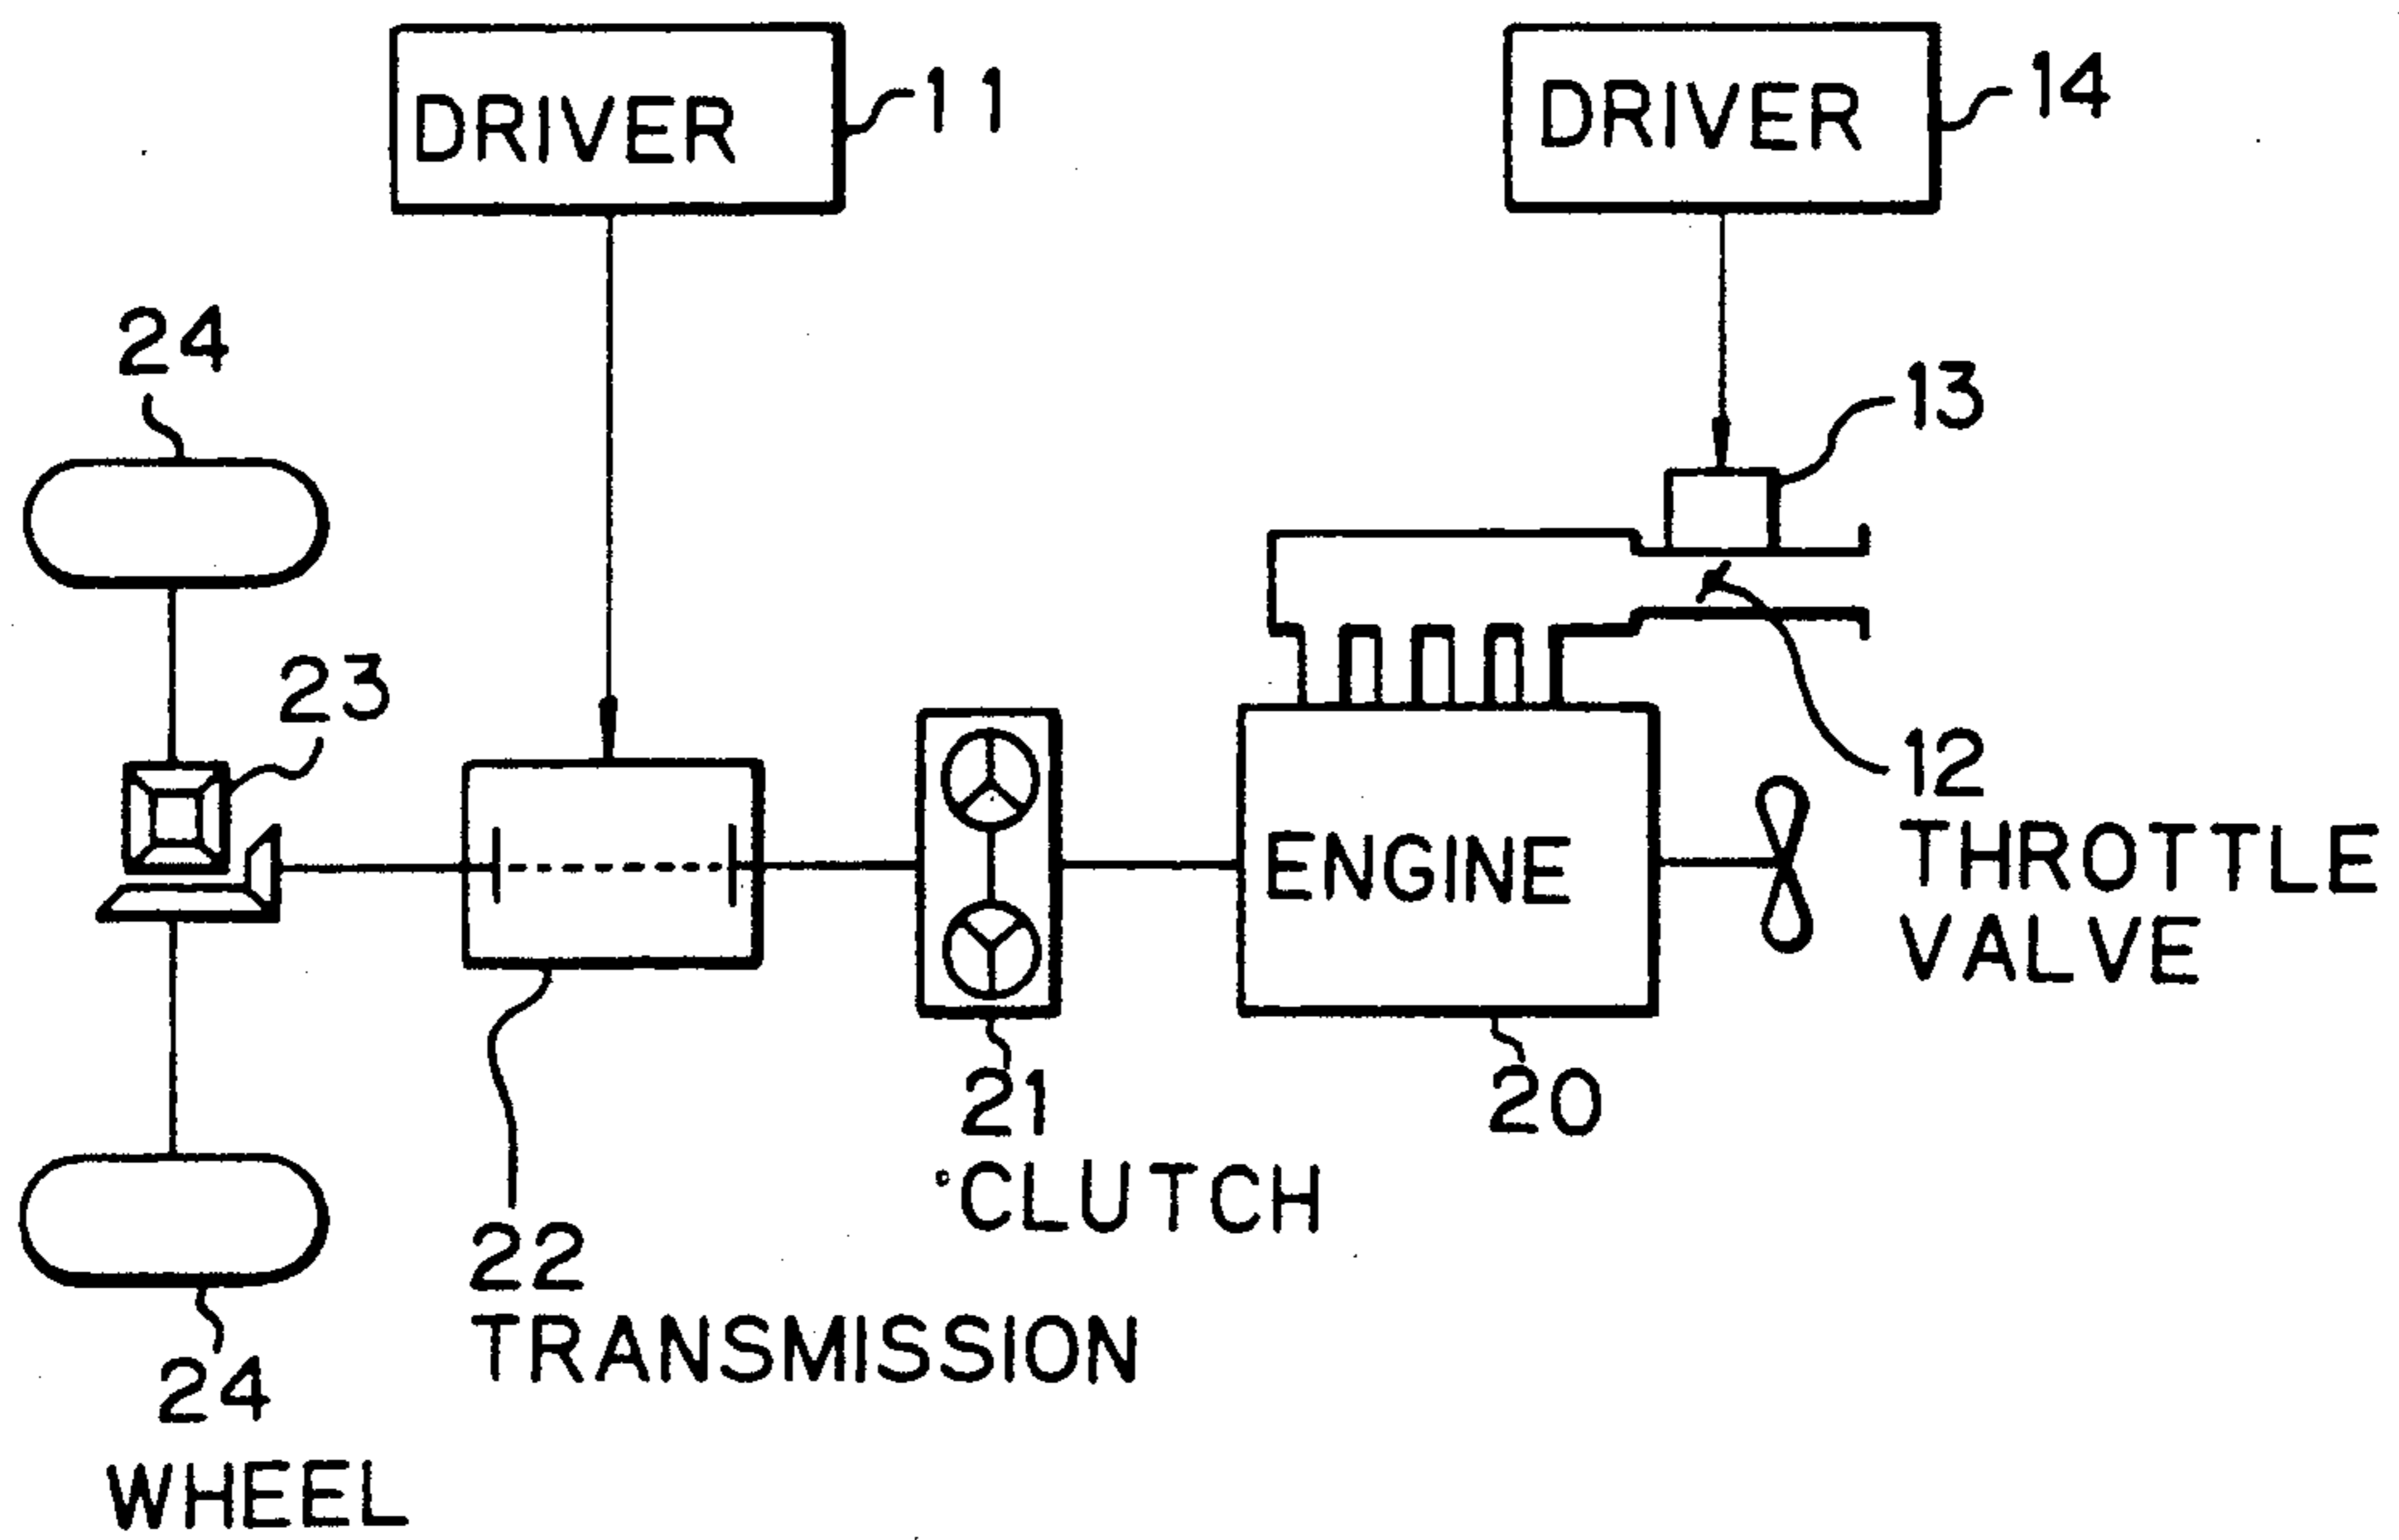 DRIVER
11
DRIVER
14
24
13
23
12
THROTTLE
VALVE
ENGINE
21
CLUTCH
20
22
TRANSMISSION
24
WHEEL